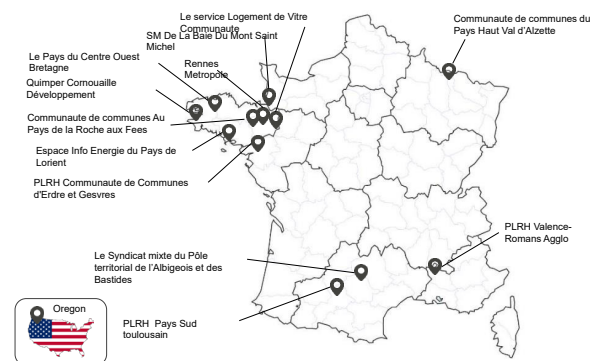 Le service Logement de Vitre
Communaute
SM De La Baie Du Mont Saint
Michel
Communaute de communes du
Pays Haut Val d'Alzette
Le Pays du Centre Ouest
Bretagne
Rennes
Metropole
Quimper Cornouaille
Développement
Communaute de communes Au
Pays de la Roche aux Fees
Espace Info Energie du Pays de
Lorient
PLRH Communaute de Communes
d'Erdre et Gesvres
PLRH Valence-
Romans Agglo
Le Syndicat mixte du Pôle
territorial de l'Albigeois et des
Bastides
PLRH Pays Sud
toulousain
Oregon